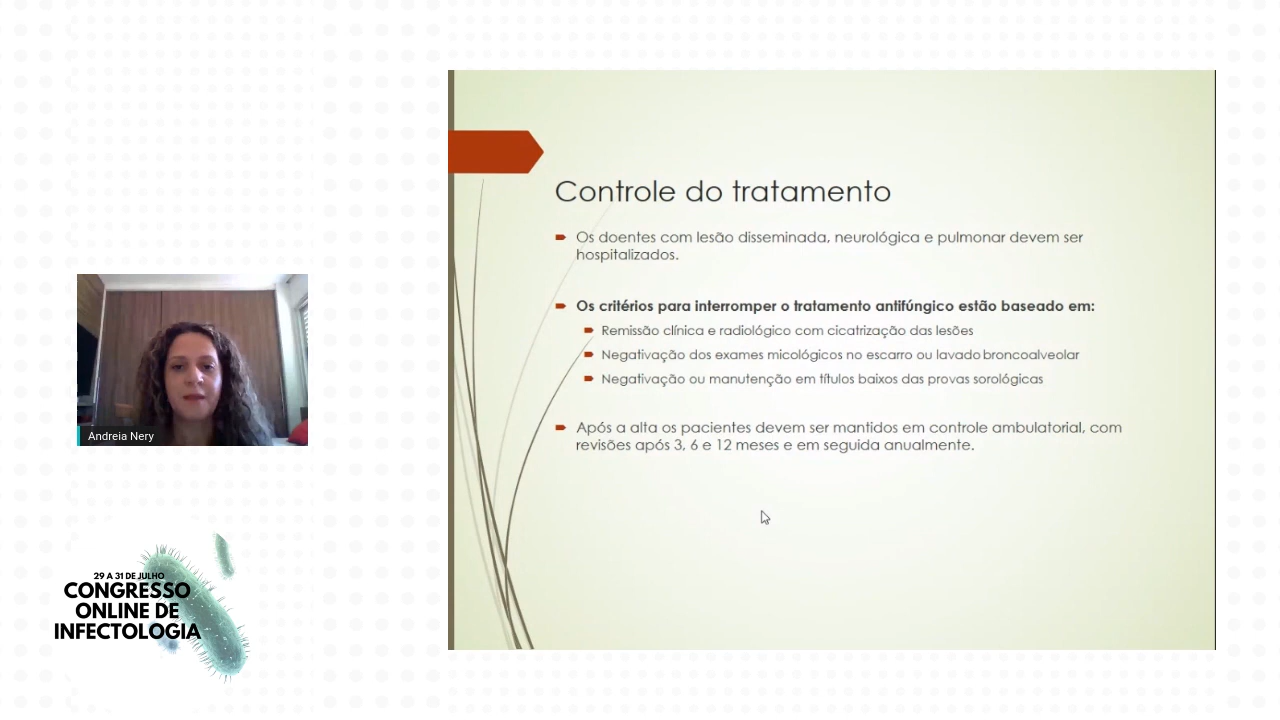 Controle do tratamento
Os doentes com lesão disseminada, neurológica e pulmonar devem ser
hospitalizados.
Os critérios para interromper o tratamento antifúngico estão baseado em:
Remissão clínica e radiológico com cicatrização das lesões
Negativação dos exames micológicos no escarro ou lavado broncoalveolar
Negativação ou manutenção em títulos baixos das provas sorológicas
Após a alta os pacientes devem ser mantidos em controle ambulatorial, com
revisões após 3, 6 e 12 meses e em seguida anualmente.
Andreia Nery
29 A 31 DE JULHO
CONGRESSO
ONLINE DE
INFECTOLOGIA